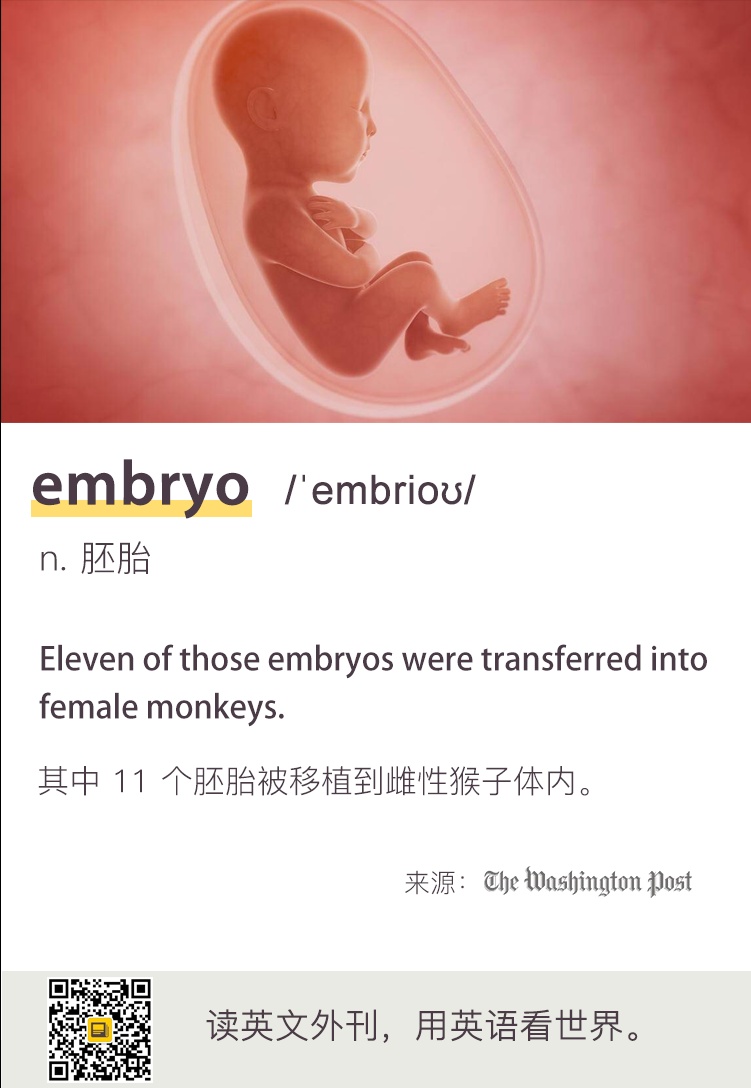 embryo /ˈembrioʊ/
n. 胚胎
Eleven of those embryos were transferred into
female monkeys.
其中 11 个胚胎被移植到雌性猴子体内。
来源： The Washington Post
读英文外刊，用英语看世界。